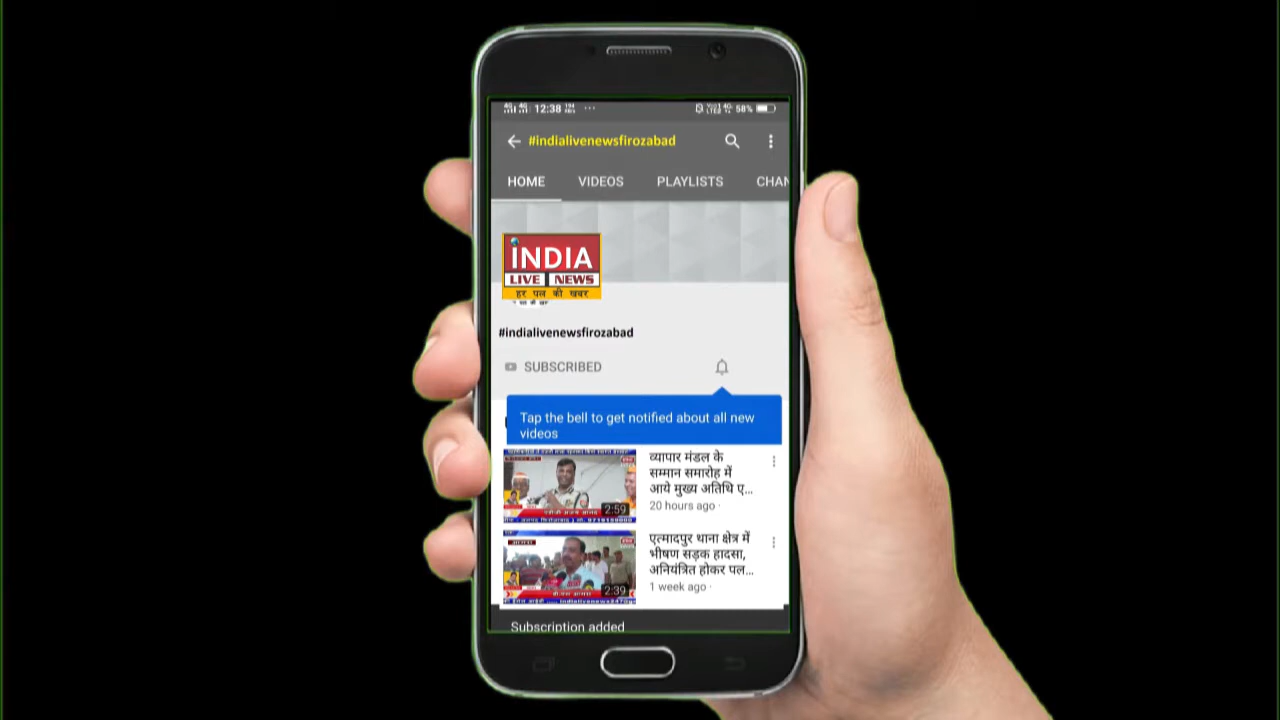 12:38 ... 58%
#indialivenewsfirozabad
HOME VIDEOS PLAYLISTS CHAN
INDIA
LIVE NEWS
हर पल की खबर
#indialivenewsfirozabad
SUBSCRIBED
Tap the bell to get notified about all new
videos
व्यापार मंडल के
सम्मान समारोह में
आये मुख्य अतिथि ए...
20 hours ago ·
2:59
एत्मादपुर थाना क्षेत्र में
भीषण सड़क हादसा,
अनियंत्रित होकर पल...
1 week ago ·
2:39
Subscription added